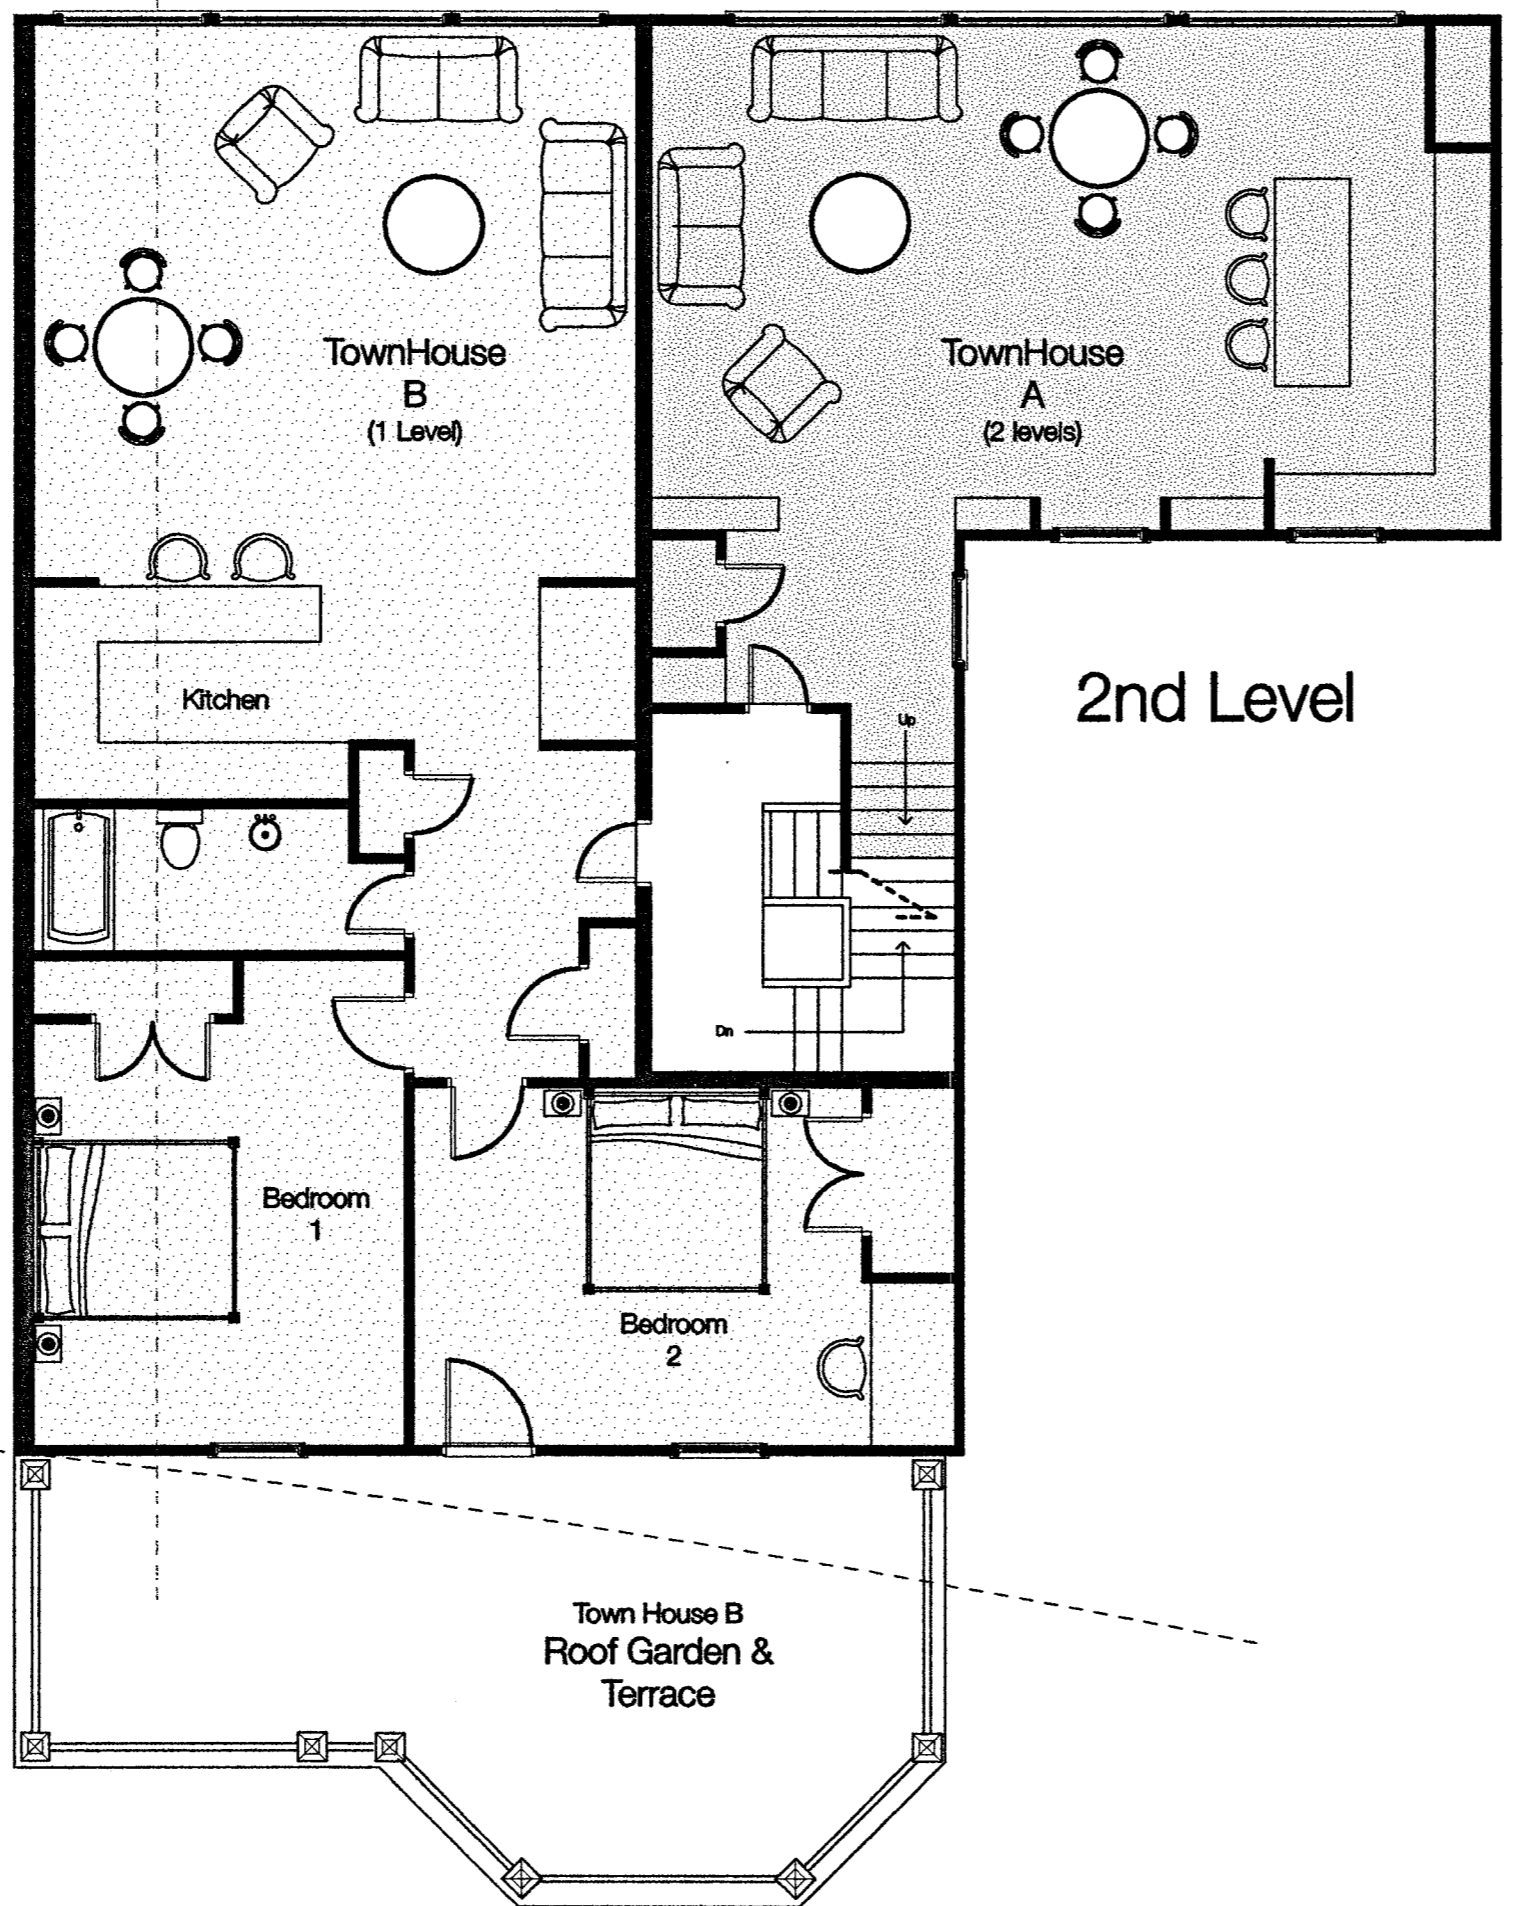 TownHouse
B
(1 Level)
TownHouse
A
(2 levels)
Kitchen
2nd Level
Up
Dn
Bedroom
1
Bedroom
2
Town House B
Roof Garden &
Terrace